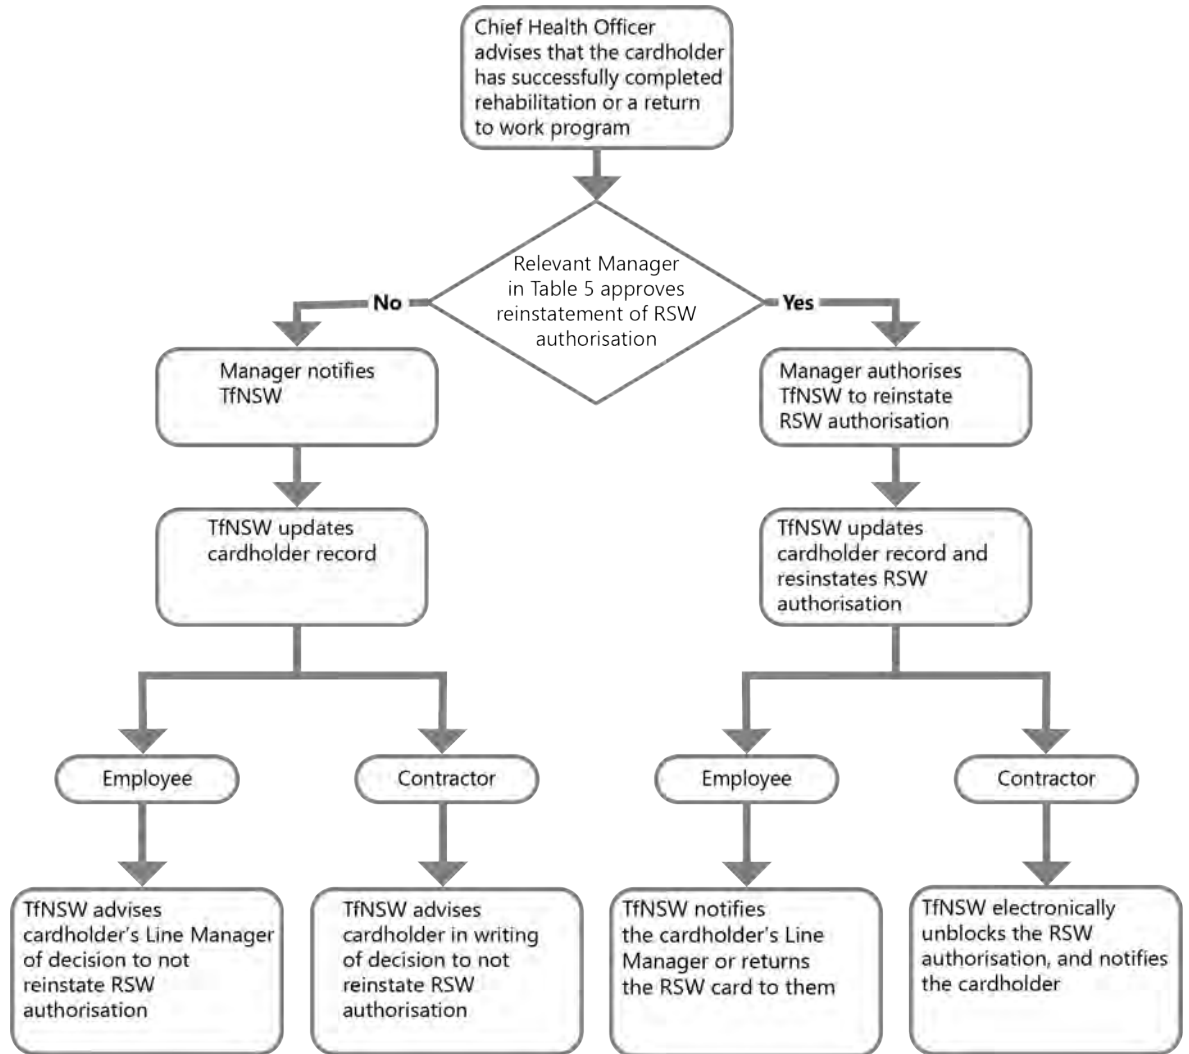 Chief Health Officer
advises that the cardholder
has successfully completed
rehabilitation or a return
to work program
Relevant Manager
in Table 5 approves
reinstatement of RSW
authorisation
No
Yes
Manager notifies
TfNSW
Manager authorises
TfNSW to reinstate
RSW authorisation
TfNSW updates
cardholder record
TfNSW updates
cardholder record and
resinstates RSW
authorisation
Employee
Contractor
Employee
Contractor
TfNSW advises
cardholder's Line Manager
of decision to not
reinstate RSW
authorisation
TfNSW advises
cardholder in writing
of decision to not
reinstate RSW
authorisation
TfNSW notifies
the cardholder's Line
Manager or returns
the RSW card to them
TfNSW electronically
unblocks the RSW
authorisation, and notifies
the cardholder